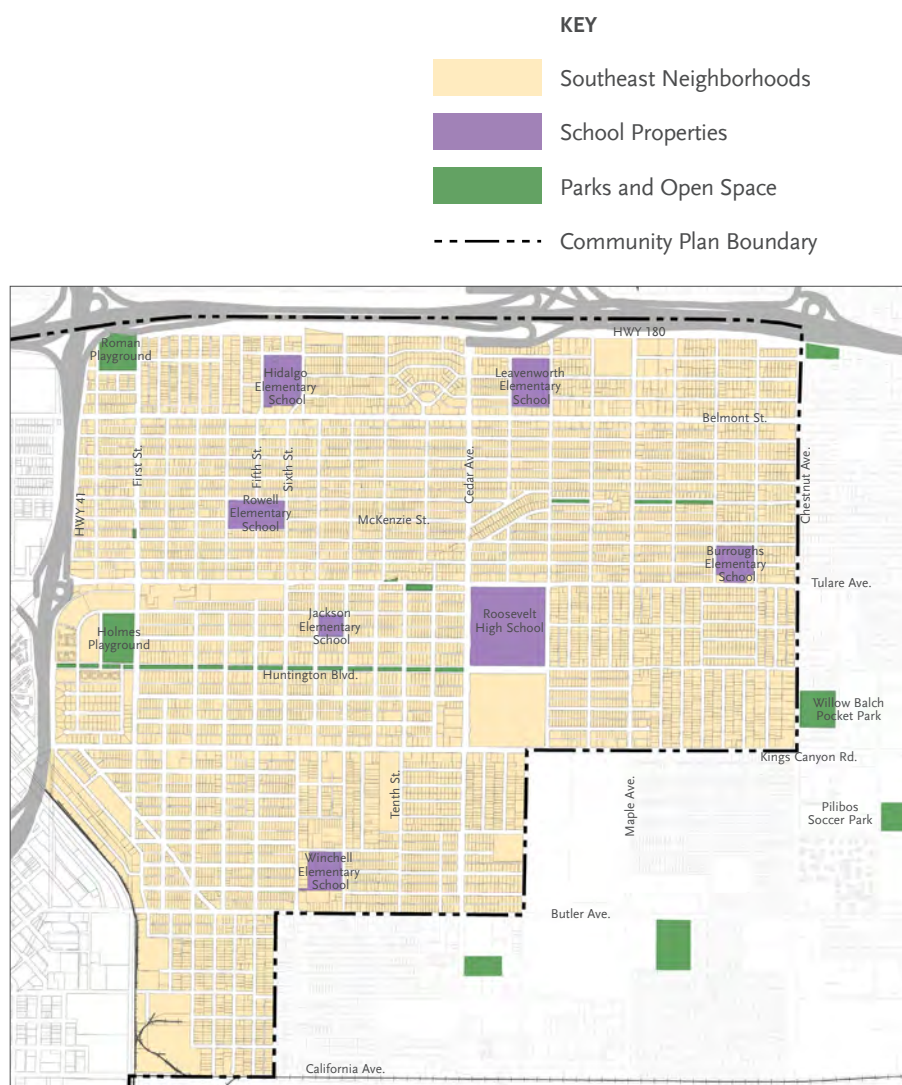 KEY
Southeast Neighborhoods
School Properties
Parks and Open Space
Community Plan Boundary
HWY 180
Roman
Playground
Hidalgo
Elementary
School
Leavenworth
Elementary
School
Belmont St.
First St.
Fifth St.
Sixth St.
Cedar Ave.
Chestnut Ave.
HWY 41
Rowell
Elementary
School
McKenzie St.
Burroughs
Elementary
School
Tulare Ave.
Holmes
Playground
Jackson
Elementary
School
Roosevelt
High School
Huntington Blvd.
Willow Balch
Pocket Park
Kings Canyon Rd.
Tenth St.
Maple Ave.
Pilibos
Soccer Park
Winchell
Elementary
School
Butler Ave.
California Ave.